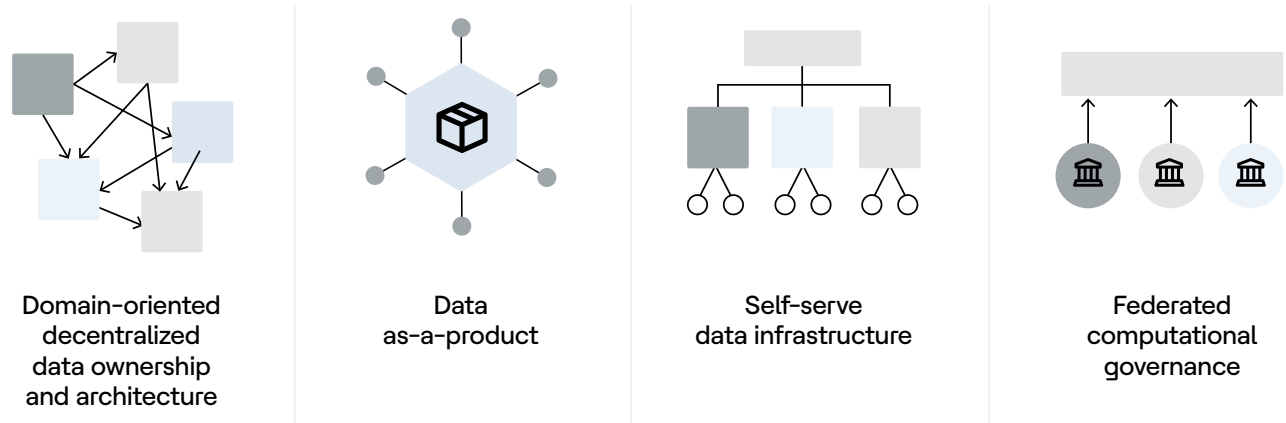 Domain-oriented
decentralized
data ownership
and architecture
Data
as-a-product
Self-serve
data infrastructure
Federated
computational
governance